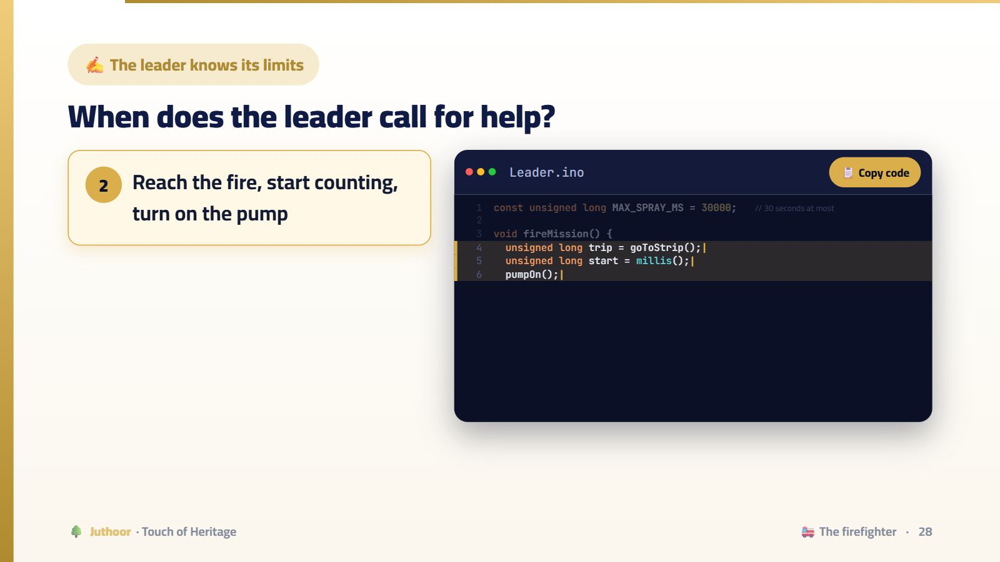 ✍️ The leader knows its limits
When does the leader call for help?
2
Reach the fire, start counting,
turn on the pump
Leader.ino
📋 Copy code
1 const unsigned long MAX_SPRAY_MS = 30000; // 30 seconds at most
2
3 void fireMission() {
4 unsigned long trip = goToStrip();
5 unsigned long start = millis();
6 pumpOn();
🌳 Juthoor · Touch of Heritage
🚒 The firefighter · 28